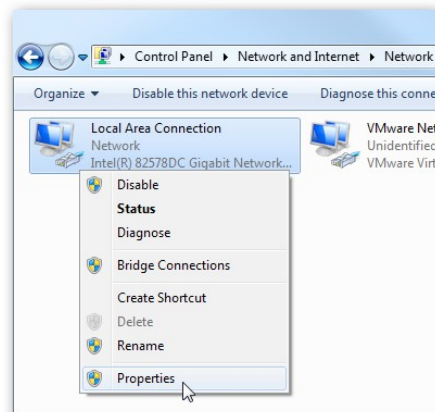 Control Panel Network and Internet Network
Organize Disable this network device Diagnose this conne
Local Area Connection
Network
Intel(R) 82578DC Gigabit Network...
VMware Net
Unidentified
VMware Virt
Disable
Status
Diagnose
Bridge Connections
Create Shortcut
Delete
Rename
Properties